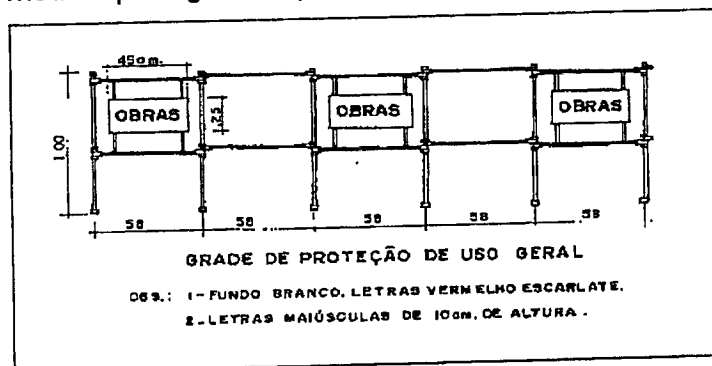 45cm.
OBRAS OBRAS OBRAS
1.25
1.00
58 58 58 58 58
GRADE DE PROTEÇÃO DE USO GERAL
OBS.: 1-FUNDO BRANCO, LETRAS VERMELHO ESCARLATE.
2-LETRAS MAIÚSCULAS DE 10cm. DE ALTURA.